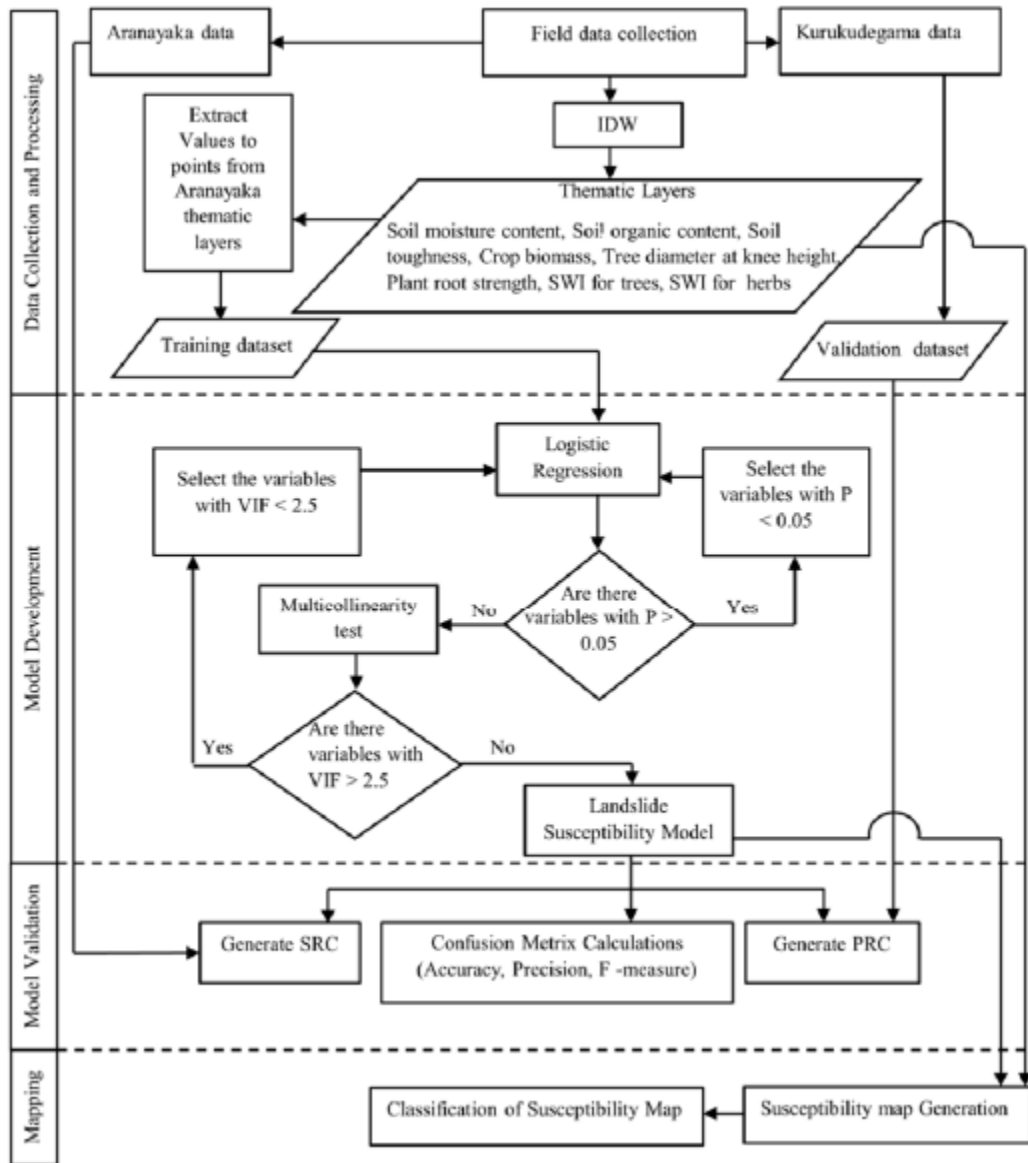 Data Collection and Processing
Aranayaka data
Field data collection
Kurukudegama data
Extract
Values to
points from
Aranayaka
thematic
layers
IDW
Thematic Layers
Soil moisture content, Soil organic content, Soil
toughness, Crop biomass, Tree diameter at knee height,
Plant root strength, SWI for trees, SWI for herbs
Training dataset
Validation dataset
Model Development
Select the variables
with VIF < 2.5
Logistic
Regression
Select the
variables with P
< 0.05
Multicollinearity
test
No
Are there
variables with P >
0.05
Yes
Yes
Are there
variables with
VIF > 2.5
No
Landslide
Susceptibility Model
Model Validation
Generate SRC
Confusion Metrix Calculations
(Accuracy, Precision, F -measure)
Generate PRC
Mapping
Classification of Susceptibility Map
Susceptibility map Generation